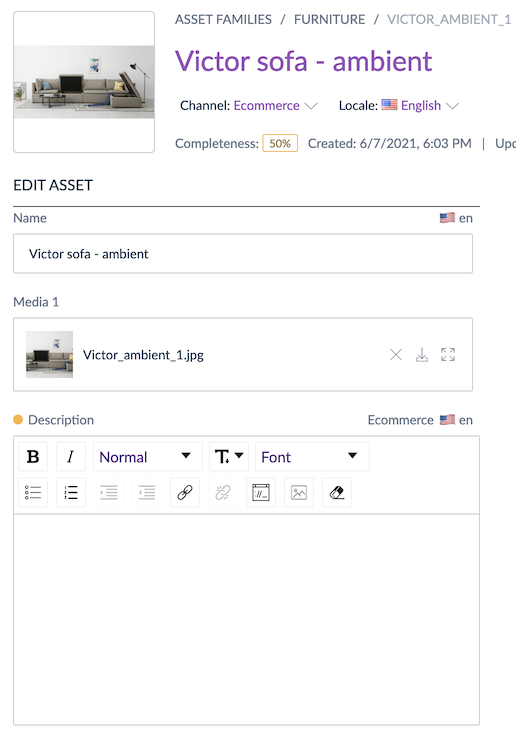 ASSET FAMILIES / FURNITURE / VICTOR_AMBIENT_1
Victor sofa - ambient
Channel: Ecommerce Locale: English
Completeness: 50% Created: 6/7/2021, 6:03 PM |
EDIT ASSET
Name en
Victor sofa - ambient
Media 1
Victor_ambient_1.jpg
Description Ecommerce en
B I Normal T Font